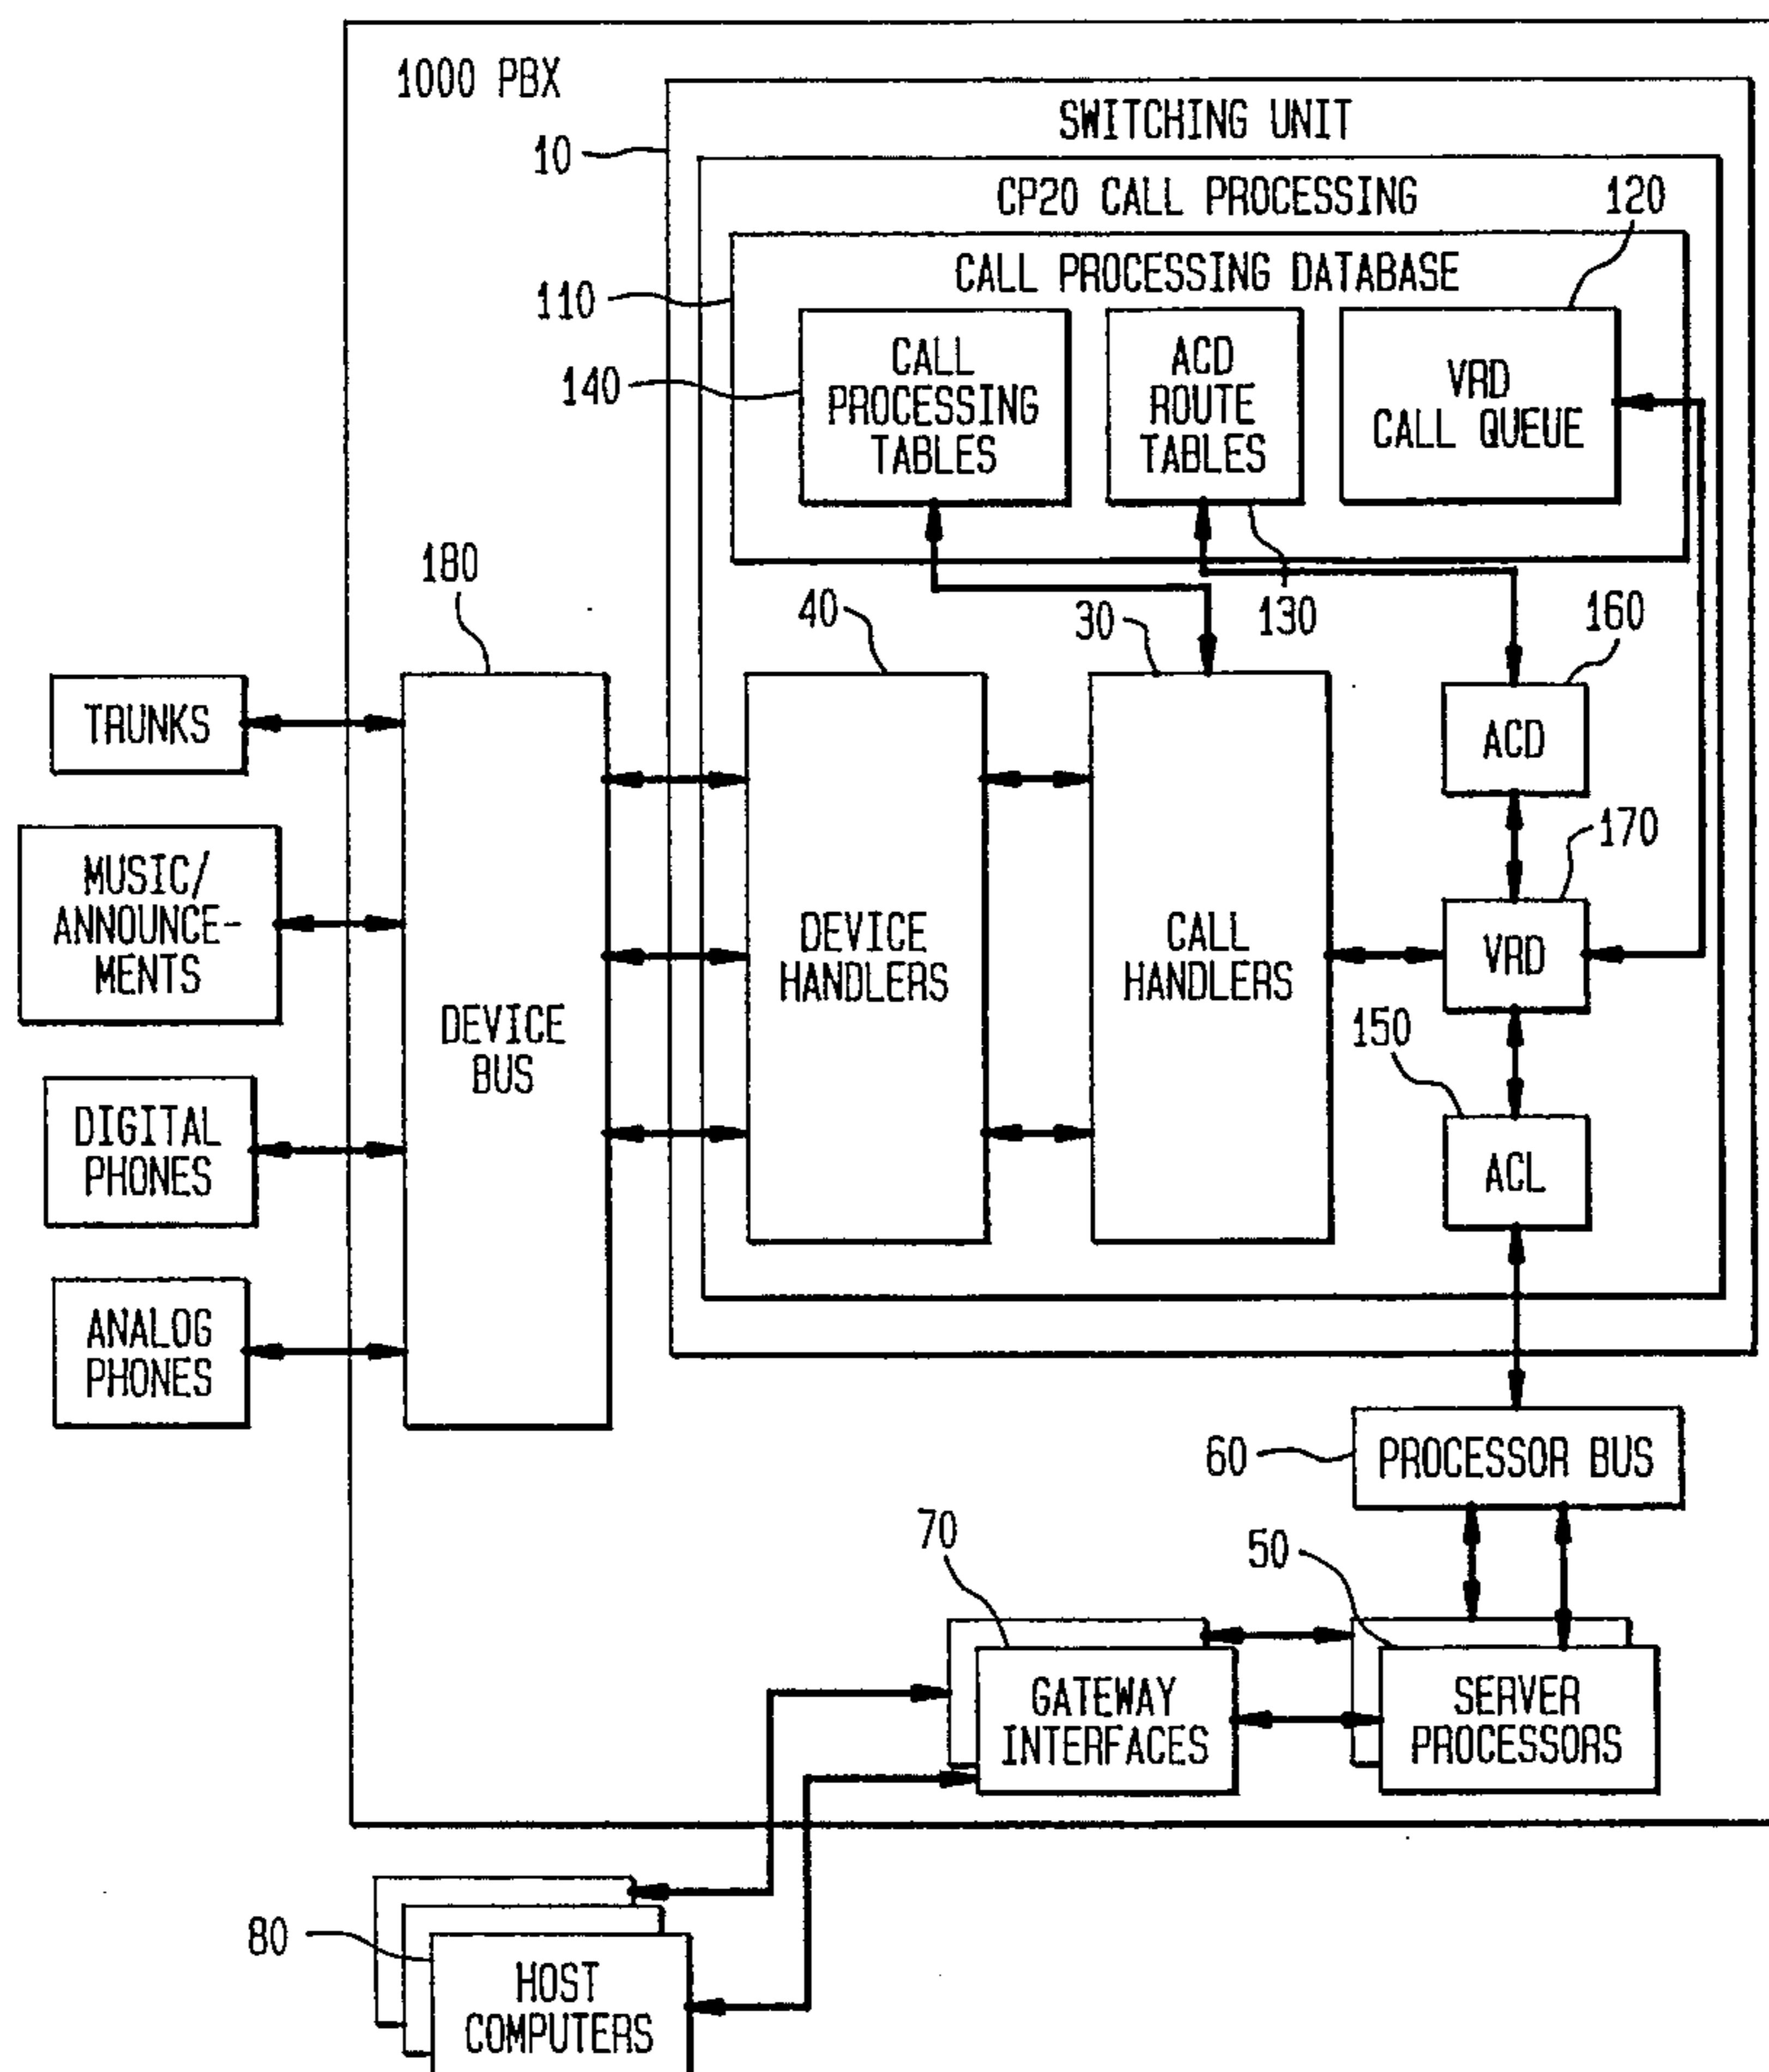 1000 PBX
SWITCHING UNIT
10
CP20 CALL PROCESSING
120
CALL PROCESSING DATABASE
110
CALL
PROCESSING
TABLES
ACD
ROUTE
TABLES
VRD
CALL QUEUE
140
180
40
30
130
160
TRUNKS
ACD
MUSIC/
ANNOUNCE-
MENTS
170
DEVICE
HANDLERS
CALL
HANDLERS
VRD
DEVICE
BUS
150
DIGITAL
PHONES
ACL
ANALOG
PHONES
60
PROCESSOR BUS
70
50
GATEWAY
INTERFACES
SERVER
PROCESSORS
80
HOST
COMPUTERS